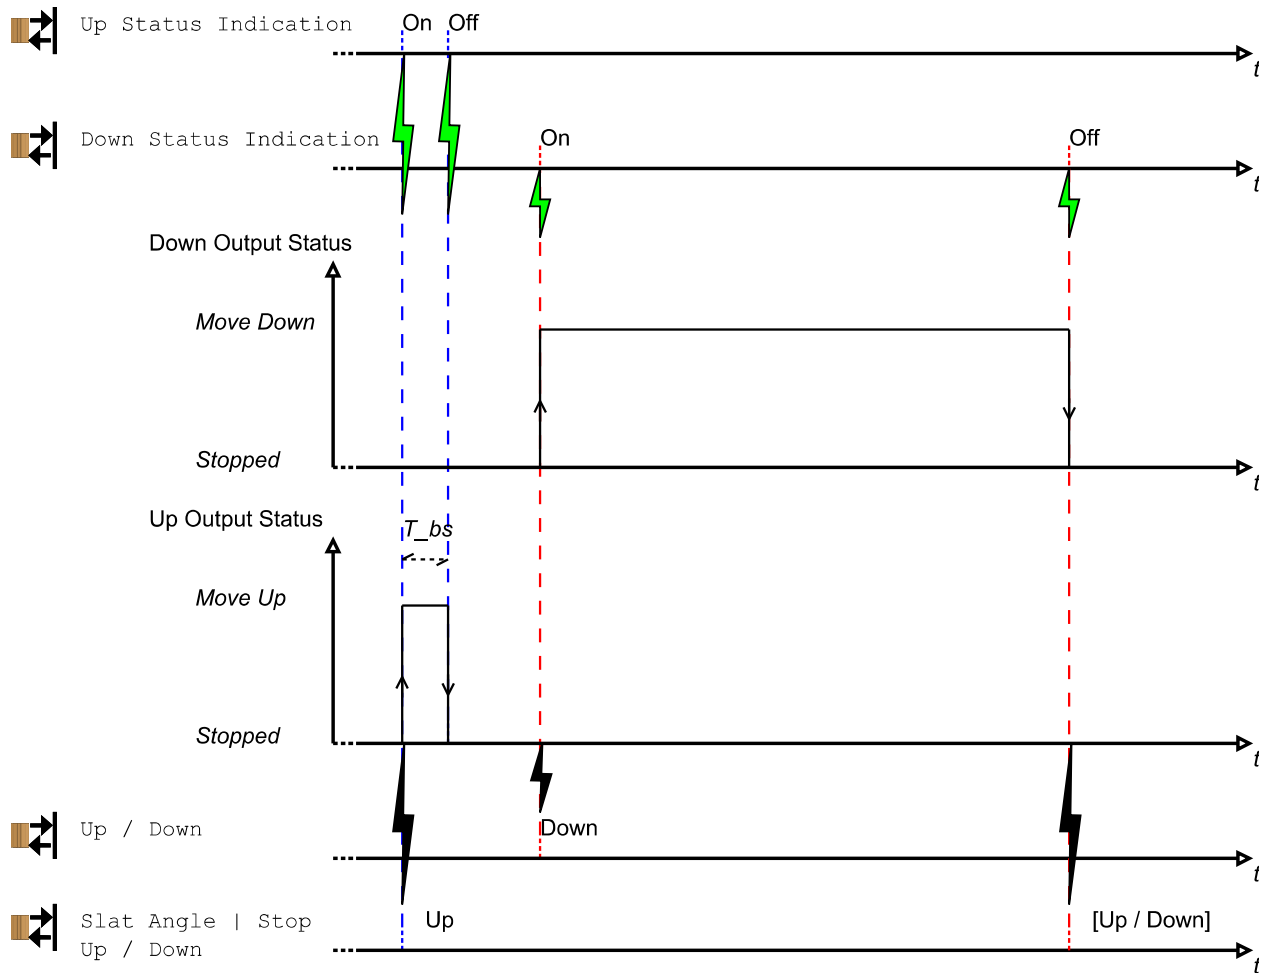 Up Status Indication
On Off
t
Down Status Indication
On
Off
t
Down Output Status
Move Down
Stopped
t
Up Output Status
T_bs
Move Up
Stopped
t
Up / Down
Down
t
Slat Angle | Stop
Up / Down
Up
[Up / Down]
t